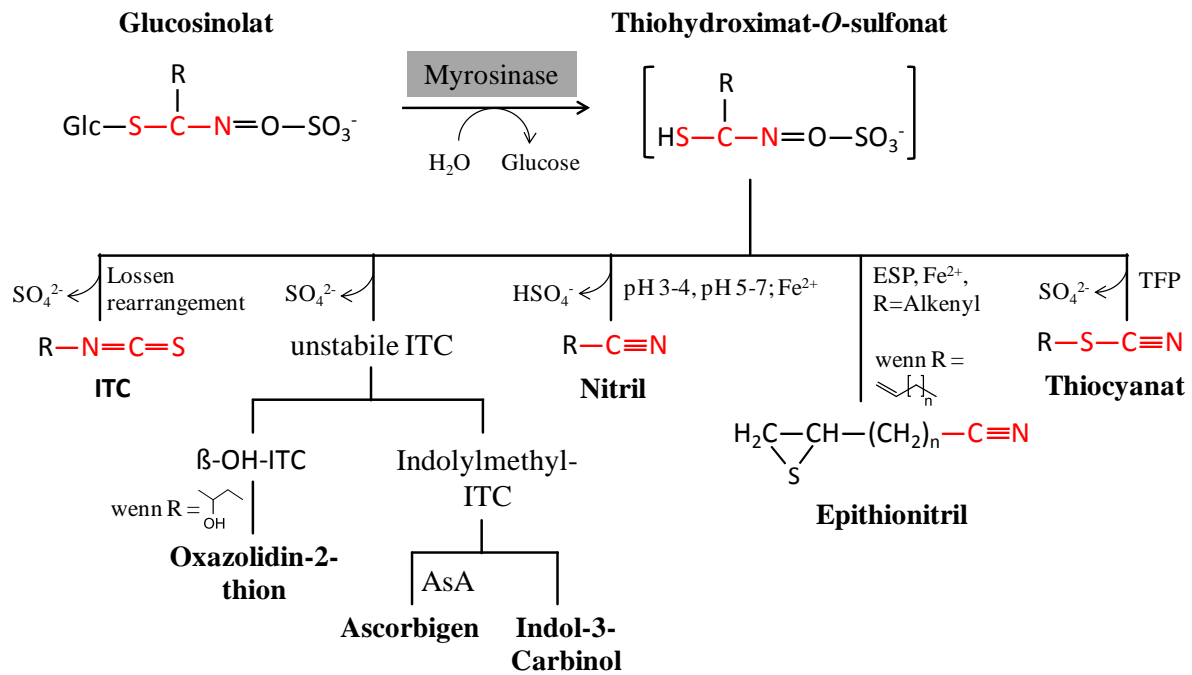 Glucosinolat
Thiohydroximat-O-sulfonat
R
Glc—S—C—N=O—SO₃⁻
Myrosinase
H₂O
Glucose
R
HS—C—N=O—SO₃⁻
SO₄²⁻
Lossen
rearrangement
R—N=C=S
ITC
SO₄²⁻
unstabile ITC
HSO₄⁻
pH 3-4, pH 5-7; Fe²⁺
R—C≡N
Nitril
ESP, Fe²⁺,
R=Alkenyl
wenn R =
n
H₂C—CH—(CH₂)ₙ—C≡N
S
Epithionitril
SO₄²⁻
TFP
R—S—C≡N
Thiocyanat
ß-OH-ITC
wenn R =
OH
Oxazolidin-2-
thion
Indolylmethyl-
ITC
AsA
Ascorbigen
Indol-3-
Carbinol